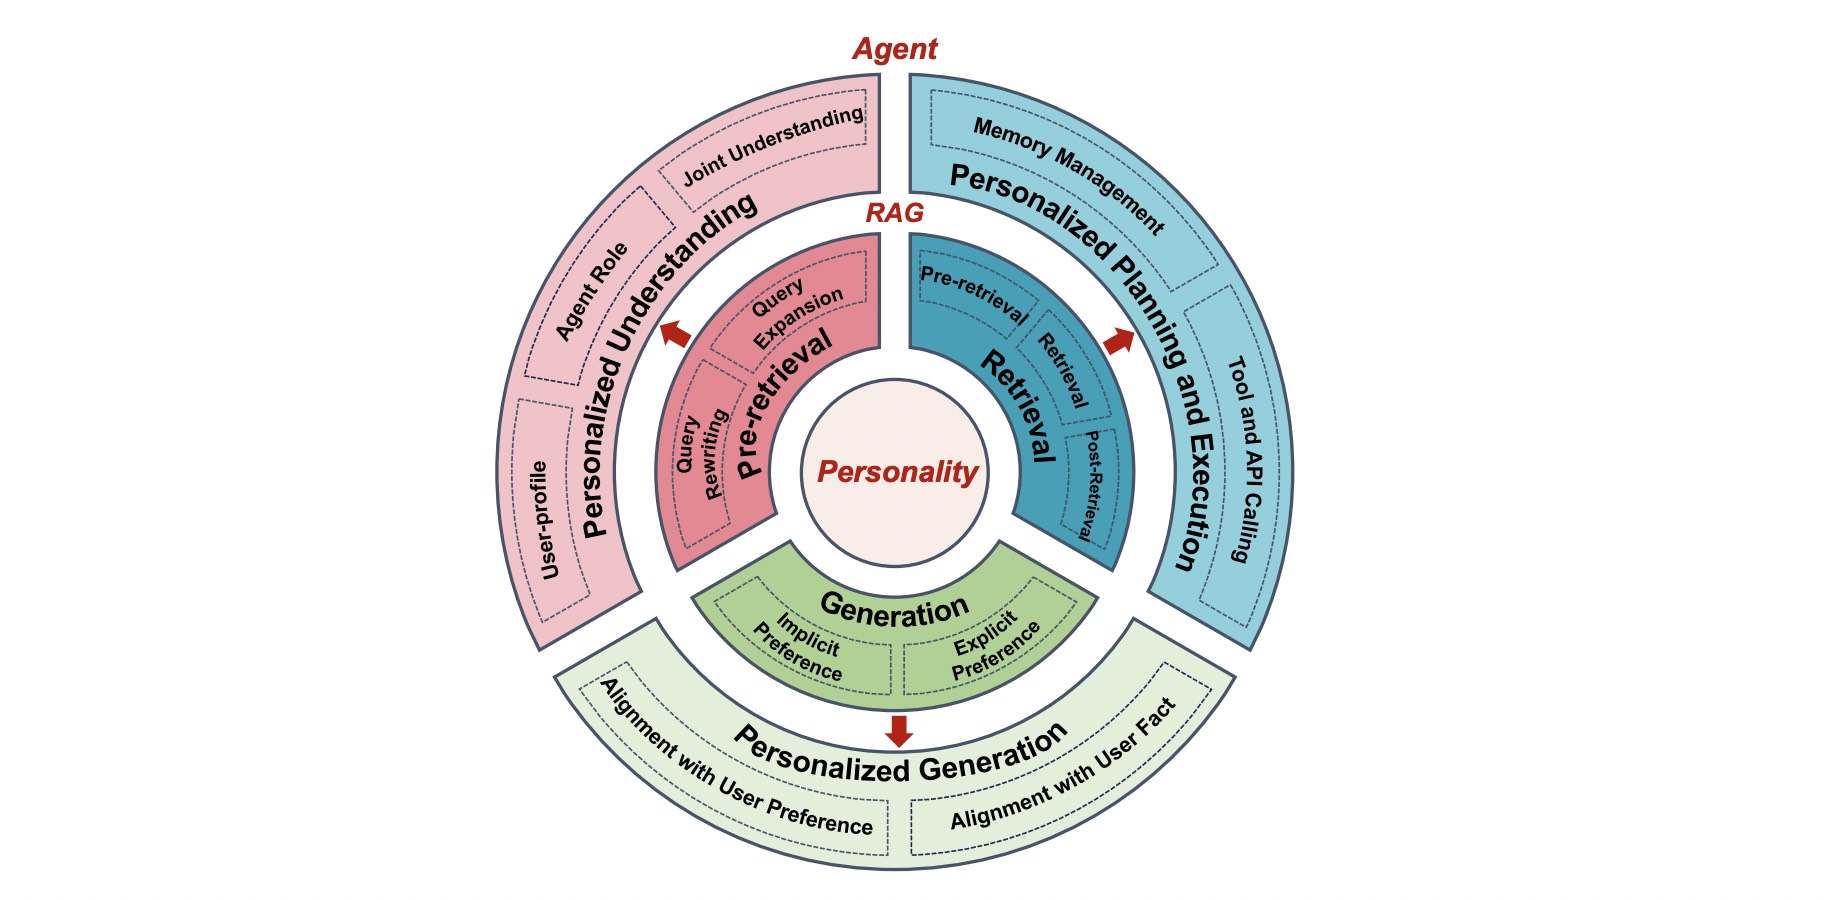 Agent
Joint Understanding
Agent Role
User-profile
Personalized Understanding
Memory Management
Tool and API Calling
Personalized Planning and Execution
RAG
Query
Expansion
Query
Rewriting
Pre-retrieval
Pre-retrieval
Retrieval
Post-Retrieval
Retrieval
Personality
Generation
Implicit
Preference
Explicit
Preference
Personalized Generation
Alignment with User Preference
Alignment with User Fact